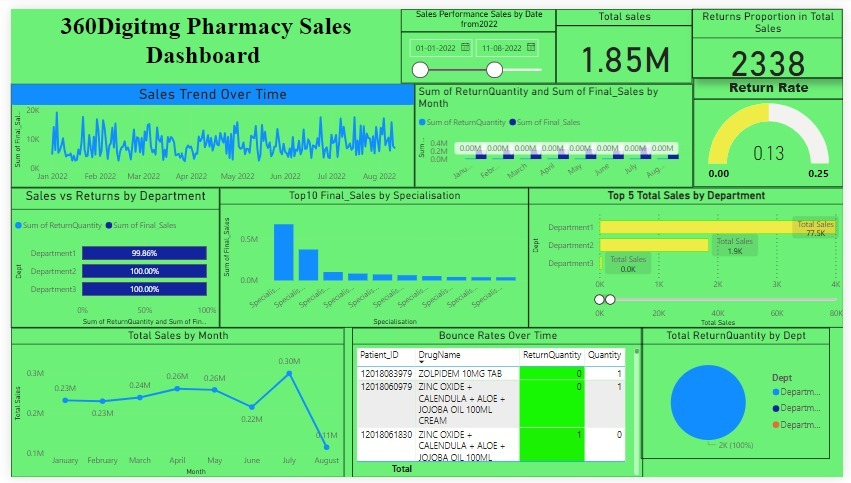 360Digitmg Pharmacy Sales
Dashboard
Sales Performance Sales by Date
from2022
01-01-2022
11-08-2022
Total sales
1.85M
Returns Proportion in Total
Sales
2338
Sales Trend Over Time
Sum of Final_Sal...
20K
10K
0K
Jan 2022
Feb 2022
Mar 2022
Apr 2022
May 2022
Jun 2022
Jul 2022
Aug 2022
Sum of ReturnQuantity and Sum of Final_Sales by
Month
Sum of ReturnQuantity
Sum of Final_Sales
Sum...
0.4M
0.2M
0.0M
0.00M
0.00M
0.00M
0.00M
0.00M
0.00M
0.00M
0.00M
Janu...
Febr...
March
April
May
June
July
Aug...
Return Rate
0.13
0.00
0.25
Sales vs Returns by Department
Sum of ReturnQuantity
Sum of Final_Sales
Dept
Department1
99.86%
Department2
100.00%
Department3
100.00%
0%
50%
100%
Sum of ReturnQuantity and Sum of Fin...
Top10 Final_Sales by Specialisation
Sum of Final_Sales
0.5M
0.0M
Specialis...
Specialis...
Specialis...
Specialis...
Specialis...
Specialis...
Specialis...
Specialis...
Specialis...
Specialis...
Specialisation
Top 5 Total Sales by Department
Dept
Department1
Total Sales
77.5K
Department2
Total Sales
1.9K
Department3
Total Sales
0.0K
0K
1K
2K
3K
4K
0K
20K
40K
60K
80K
Total Sales
Total Sales by Month
Total Sales
0.3M
0.2M
0.1M
0.23M
0.23M
0.24M
0.26M
0.26M
0.22M
0.30M
0.11M
January
February
March
April
May
June
July
August
Month
Bounce Rates Over Time
Patient_ID
DrugName
ReturnQuantity
Quantity
12018083979
ZOLPIDEM 10MG TAB
0
1
12018060979
ZINC OXIDE +
CALENDULA + ALOE +
JOJOBA OIL 100ML
CREAM
0
1
12018061830
ZINC OXIDE +
CALENDULA + ALOE +
JOJOBA OIL 100ML
1
0
Total
Total ReturnQuantity by Dept
Dept
Departm...
Departm...
Departm...
2K (100%)